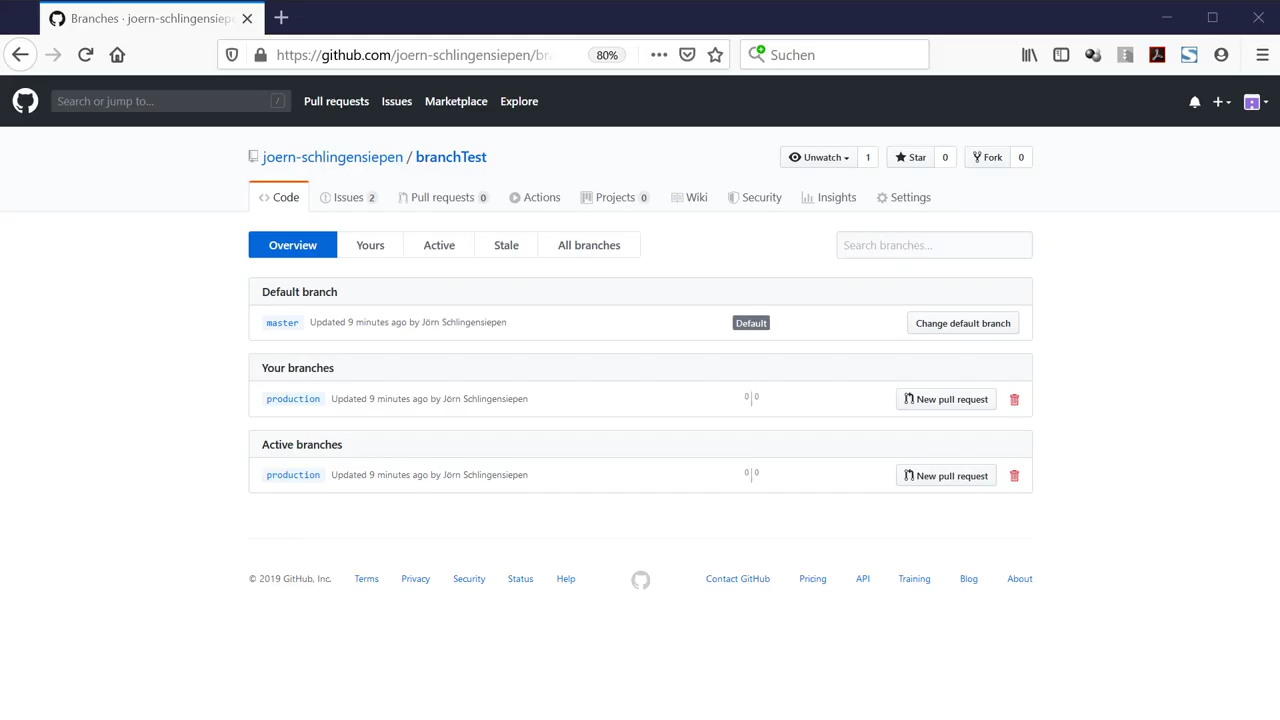 Branches · joern-schlingensiepe
https://github.com/joern-schlingensiepen/bra
80%
Suchen
Search or jump to...
/
Pull requests
Issues
Marketplace
Explore
joern-schlingensiepen / branchTest
Unwatch 1
Star 0
Fork 0
Code
Issues 2
Pull requests 0
Actions
Projects 0
Wiki
Security
Insights
Settings
Overview
Yours
Active
Stale
All branches
Search branches...
Default branch
master Updated 9 minutes ago by Jörn Schlingensiepen Default Change default branch
Your branches
production Updated 9 minutes ago by Jörn Schlingensiepen 0 0 New pull request
Active branches
production Updated 9 minutes ago by Jörn Schlingensiepen 0 0 New pull request
© 2019 GitHub, Inc. Terms Privacy Security Status Help Contact GitHub Pricing API Training Blog About